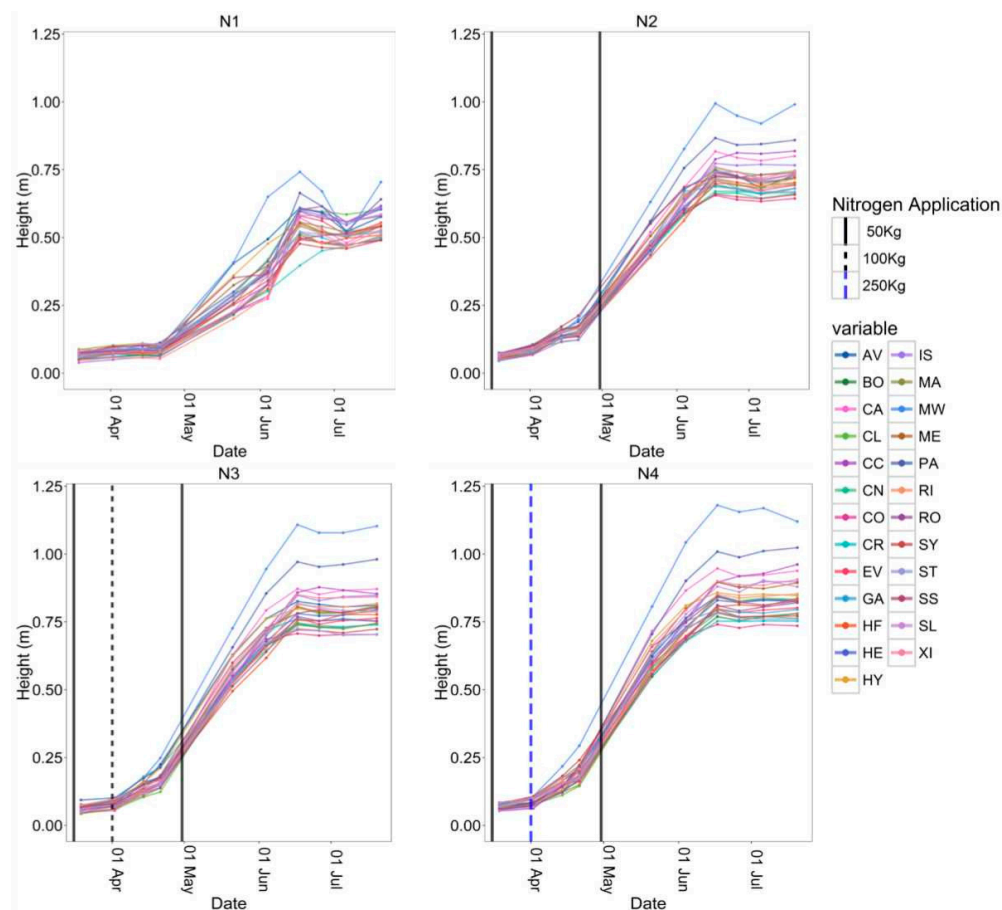 N1
1.25
1.00
0.75
0.50
0.25
0.00
Height (m)
01 Apr
01 May
01 Jun
01 Jul
Date
N2
1.25
1.00
0.75
0.50
0.25
0.00
Height (m)
01 Apr
01 May
01 Jun
01 Jul
Date
N3
1.25
1.00
0.75
0.50
0.25
0.00
Height (m)
01 Apr
01 May
01 Jun
01 Jul
Date
N4
1.25
1.00
0.75
0.50
0.25
0.00
Height (m)
01 Apr
01 May
01 Jun
01 Jul
Date
Nitrogen Application
50Kg
100Kg
250Kg
variable
AV IS
BO MA
CA MW
CL ME
CC PA
CN RI
CO RO
CR SY
EV ST
GA SS
HF SL
HE XI
HY